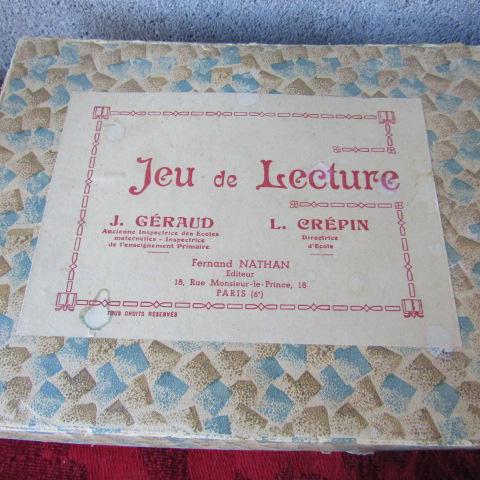 Jeu de Lecture
J. GÉRAUD
Ancienne Inspectrice des Ecoles
maternelles - Inspectrice
de l'enseignement Primaire
L. CRÉPIN
Directrice
d'École
Fernand NATHAN
Editeur
18, Rue Monsieur-le-Prince, 18
PARIS (6e)
TOUS DROITS RÉSERVÉS